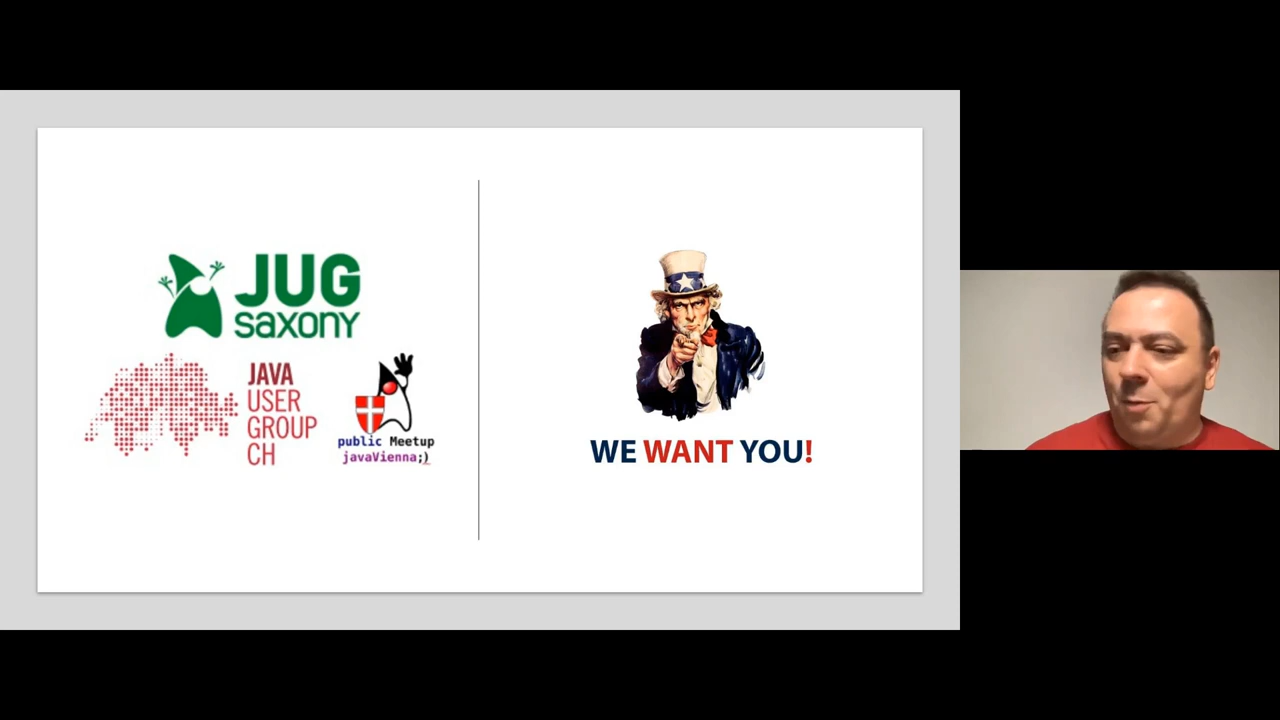 JUG
saxony
JAVA
USER
GROUP
CH
public Meetup
javaVienna;)
WE WANT YOU!